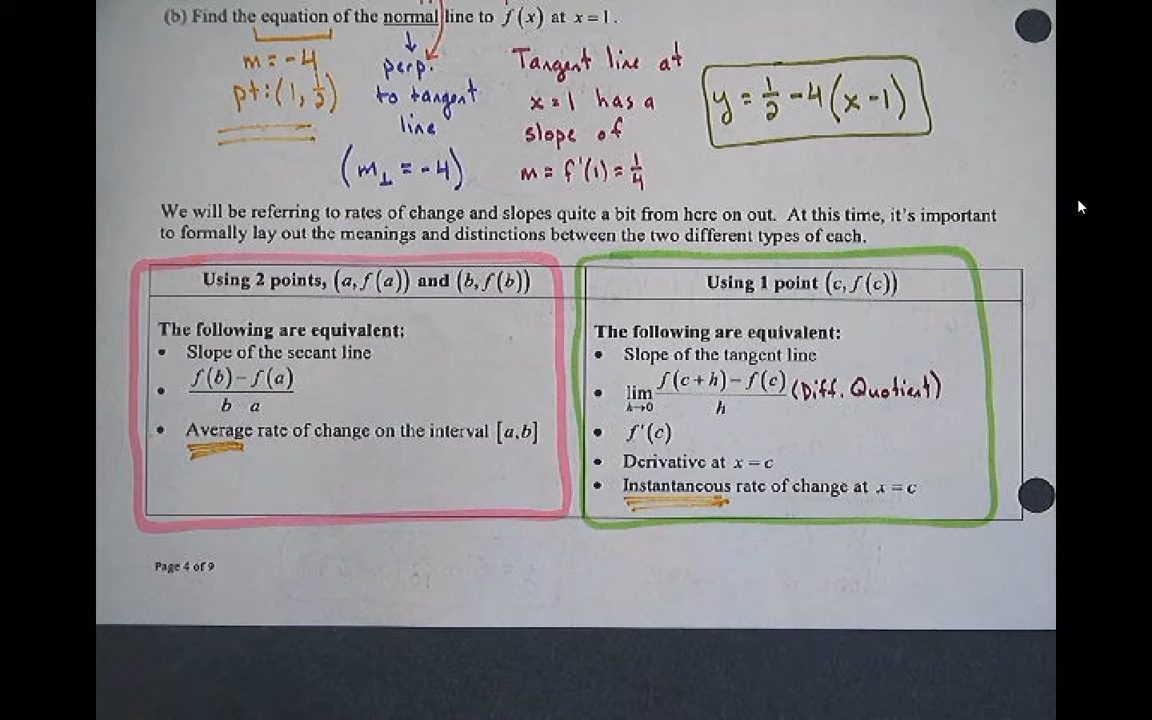 (b) Find the equation of the normal line to f(x) at x=1.
m = -4
pt: (1, 1/2)
↓
perp.
to tangent
line
(m⊥ = -4)
Tangent line at
x=1 has a
slope of
m = f'(1) = 1/4
y = 1/2 - 4(x-1)
We will be referring to rates of change and slopes quite a bit from here on out. At this time, it's important
to formally lay out the meanings and distinctions between the two different types of each.
Using 2 points, (a, f(a)) and (b, f(b))
The following are equivalent:
• Slope of the secant line
• f(b) – f(a)
b a
• Average rate of change on the interval [a,b]
Using 1 point (c, f(c))
The following are equivalent:
• Slope of the tangent line
• lim h→0 f(c+h) – f(c) / h (Diff. Quotient)
• f'(c)
• Derivative at x = c
• Instantaneous rate of change at x = c
Page 4 of 9